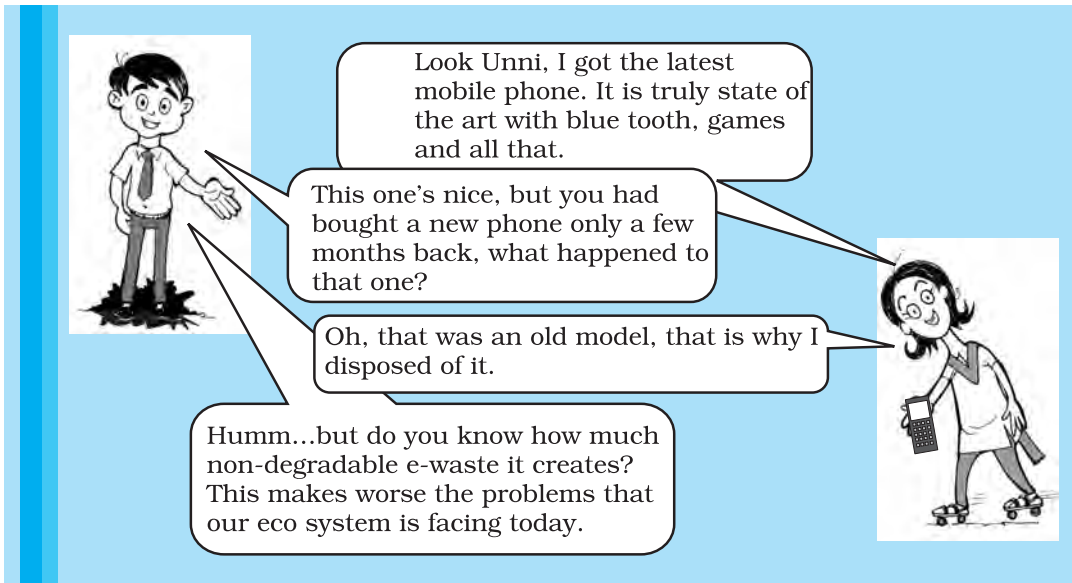 Look Unni, I got the latest
mobile phone. It is truly state of
the art with blue tooth, games
and all that.
This one's nice, but you had
bought a new phone only a few
months back, what happened to
that one?
Oh, that was an old model, that is why I
disposed of it.
Humm...but do you know how much
non-degradable e-waste it creates?
This makes worse the problems that
our eco system is facing today.